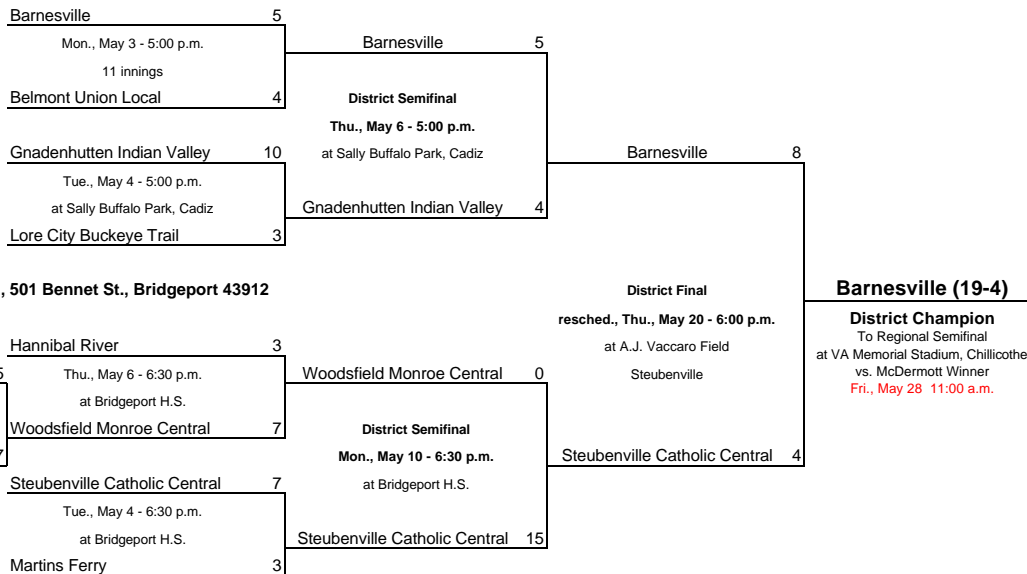 Barnesville 5
Mon., May 3 - 5:00 p.m.
11 innings
Belmont Union Local 4
Gnadenhutten Indian Valley 10
Tue., May 4 - 5:00 p.m.
at Sally Buffalo Park, Cadiz
Lore City Buckeye Trail 3
Barnesville 5
District Semifinal
Thu., May 6 - 5:00 p.m.
at Sally Buffalo Park, Cadiz
Gnadenhutten Indian Valley 4
, 501 Bennet St., Bridgeport 43912
Hannibal River 3
5
Thu., May 6 - 6:30 p.m.
at Bridgeport H.S.
Woodsfield Monroe Central 7
7
Steubenville Catholic Central 7
Tue., May 4 - 6:30 p.m.
at Bridgeport H.S.
Martins Ferry 3
Woodsfield Monroe Central 0
District Semifinal
Mon., May 10 - 6:30 p.m.
at Bridgeport H.S.
Steubenville Catholic Central 15
Barnesville 8
District Final
resched., Thu., May 20 - 6:00 p.m.
at A.J. Vaccaro Field
Steubenville
Steubenville Catholic Central 4
Barnesville (19-4)
District Champion
To Regional Semifinal
at VA Memorial Stadium, Chillicothe
vs. McDermott Winner
Fri., May 28 11:00 a.m.